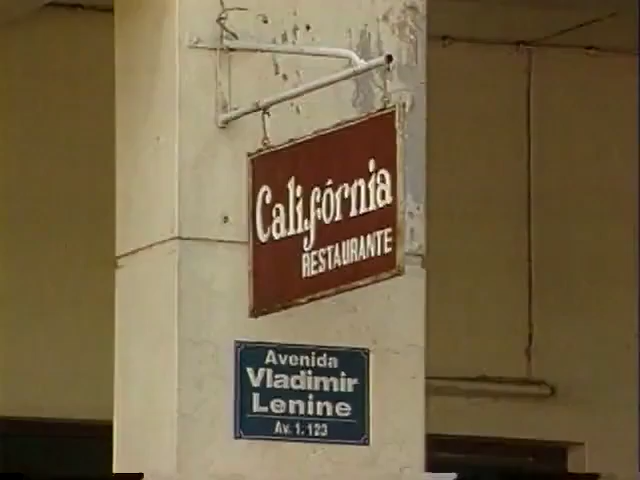 Califórnia
RESTAURANTE
Avenida
Vladimir
Lenine
Av. 1.123